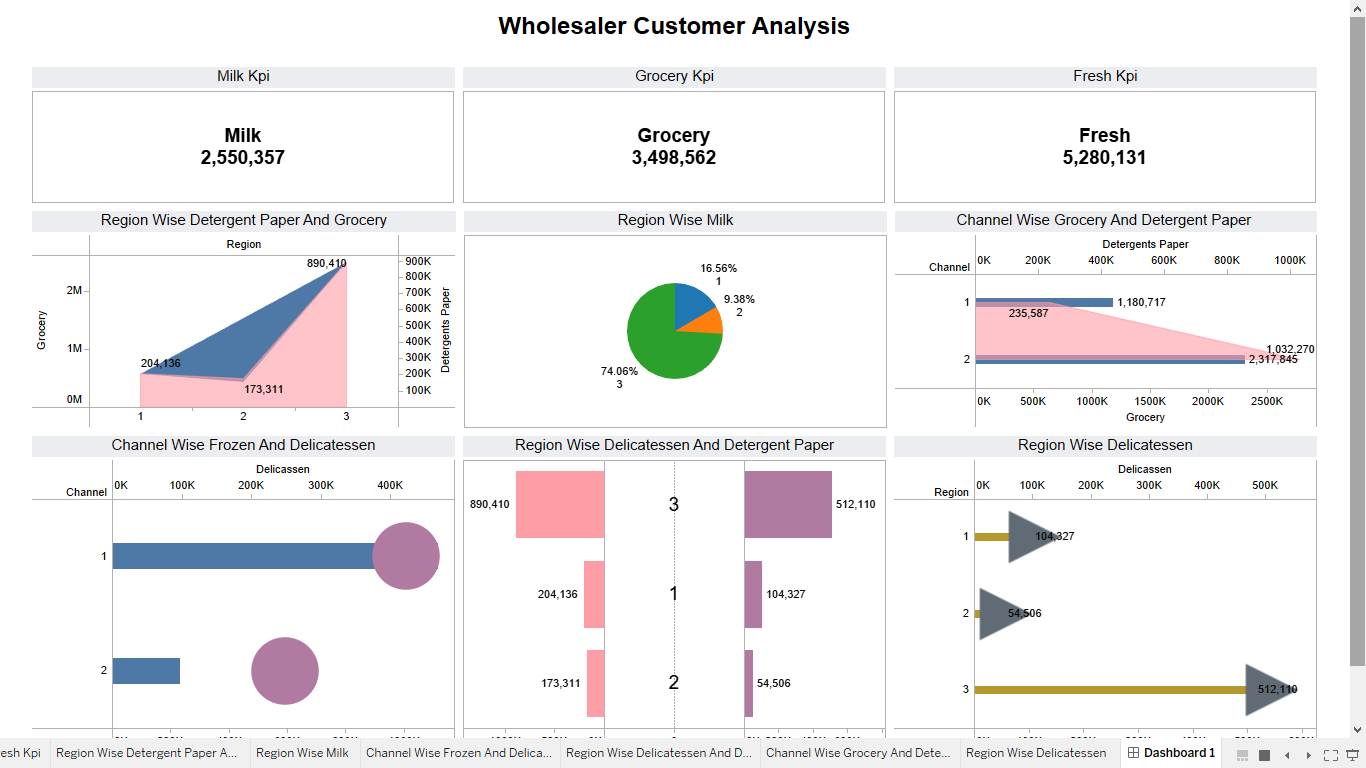 Wholesaler Customer Analysis
Milk Kpi
Milk
2,550,357
Grocery Kpi
Grocery
3,498,562
Fresh Kpi
Fresh
5,280,131
Region Wise Detergent Paper And Grocery
Region
Grocery
2M
1M
0M
890,410
204,136
173,311
900K
800K
700K
600K
500K
400K
300K
200K
100K
Detergents Paper
1 2 3
Region Wise Milk
16.56%
1
9.38%
2
74.06%
3
Channel Wise Grocery And Detergent Paper
Detergents Paper
Channel
0K 200K 400K 600K 800K 1000K
1
1,180,717
235,587
1,032,270
2
2,317,845
0K 500K 1000K 1500K 2000K 2500K
Grocery
Channel Wise Frozen And Delicatessen
Delicassen
Channel
0K 100K 200K 300K 400K
1
2
Region Wise Delicatessen And Detergent Paper
890,410 3 512,110
204,136 1 104,327
173,311 2 54,506
Region Wise Delicatessen
Delicassen
Region
0K 100K 200K 300K 400K 500K
1 104,327
2 54,506
3 512,110
resh Kpi
Region Wise Detergent Paper A...
Region Wise Milk
Channel Wise Frozen And Delica...
Region Wise Delicatessen And D...
Channel Wise Grocery And Dete...
Region Wise Delicatessen
Dashboard 1